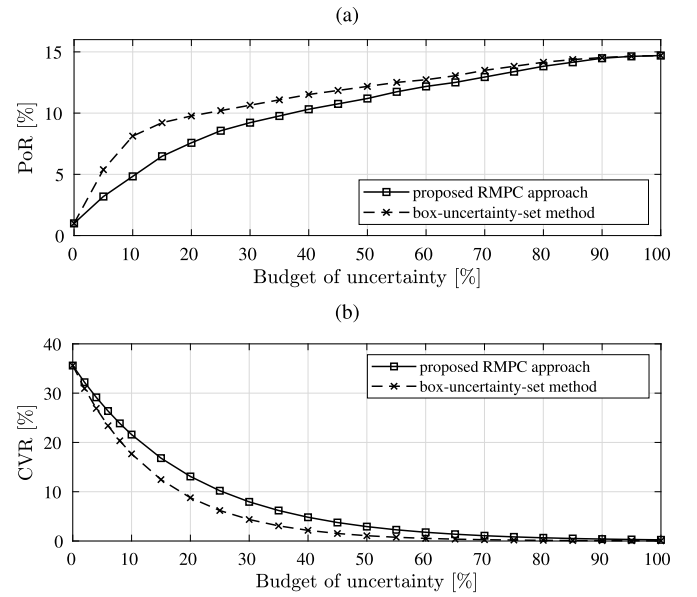 (a)
15
10
5
0
PoR [%]
proposed RMPC approach
box-uncertainty-set method
0 10 20 30 40 50 60 70 80 90 100
Budget of uncertainty [%]
(b)
40
30
20
10
0
CVR [%]
proposed RMPC approach
box-uncertainty-set method
0 10 20 30 40 50 60 70 80 90 100
Budget of uncertainty [%]